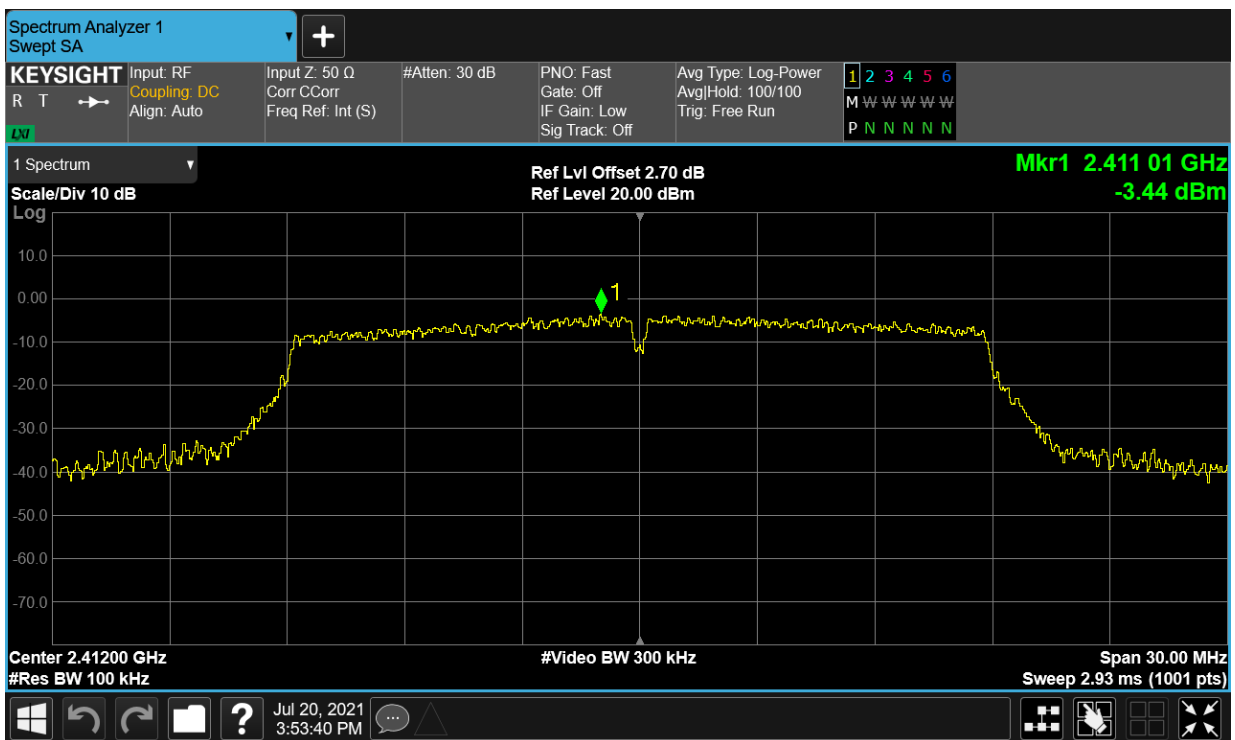 Spectrum Analyzer 1
Swept SA
+
KEYSIGHT
R T
LXI
Input: RF
Coupling: DC
Align: Auto
Input Z: 50 Ω
Corr CCorr
Freq Ref: Int (S)
#Atten: 30 dB
PNO: Fast
Gate: Off
IF Gain: Low
Sig Track: Off
Avg Type: Log-Power
Avg|Hold: 100/100
Trig: Free Run
1 2 3 4 5 6
M W W W W W
P N N N N N
1 Spectrum
Scale/Div 10 dB
Log
Ref Lvl Offset 2.70 dB
Ref Level 20.00 dBm
Mkr1 2.411 01 GHz
-3.44 dBm
10.0
0.00
-10.0
-20.0
-30.0
-40.0
-50.0
-60.0
-70.0
1
Center 2.41200 GHz
#Res BW 100 kHz
#Video BW 300 kHz
Span 30.00 MHz
Sweep 2.93 ms (1001 pts)
?
Jul 20, 2021
3:53:40 PM